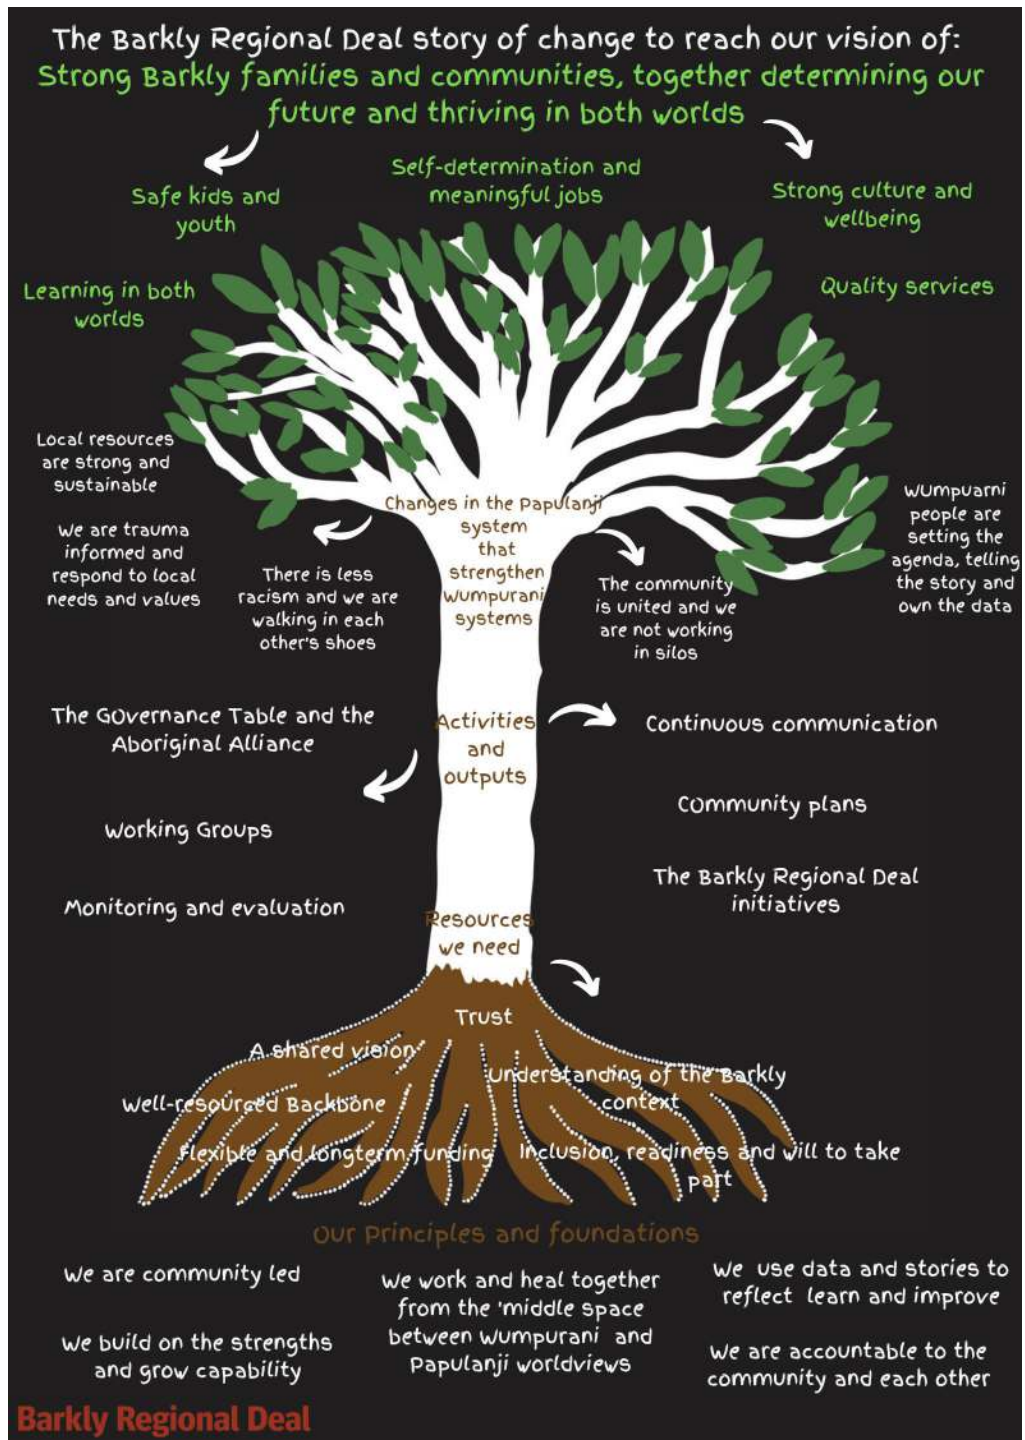 The Barkly Regional Deal story of change to reach our vision of:
Strong Barkly families and communities, together determining our
future and thriving in both worlds
Safe kids and
youth
Self-determination and
meaningful jobs
Strong culture and
wellbeing
Learning in both
worlds
Quality services
Local resources
are strong and
sustainable
We are trauma
informed and
respond to local
needs and values
There is less
racism and we are
walking in each
other's shoes
Changes in the Papulanji
system
that
strengthen
Wumpurani
systems
The community
is united and we
are not working
in silos
Wumpuarni
people are
setting the
agenda, telling
the story and
own the data
The Governance Table and the
Aboriginal Alliance
Working Groups
Monitoring and evaluation
Activities
and
outputs
Continuous communication
Community plans
The Barkly Regional Deal
initiatives
Resources
we need
Trust
A shared vision
Understanding of the Barkly
context
Well-resourced Backbone
Flexible and longterm funding
Inclusion, readiness and will to take
part
Our Principles and foundations
We are community led
We build on the strengths
and grow capability
We work and heal together
from the 'middle space
between Wumpurani and
Papulanji worldviews
We use data and stories to
reflect learn and improve
We are accountable to the
community and each other
Barkly Regional Deal